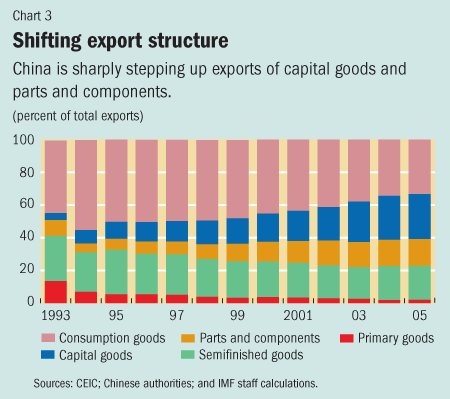 Chart 3
Shifting export structure
China is sharply stepping up exports of capital goods and
parts and components.
(percent of total exports)
100
80
60
40
20
0
1993 95 97 99 2001 03 05
Consumption goods Parts and components Primary goods
Capital goods Semifinished goods
Sources: CEIC; Chinese authorities; and IMF staff calculations.